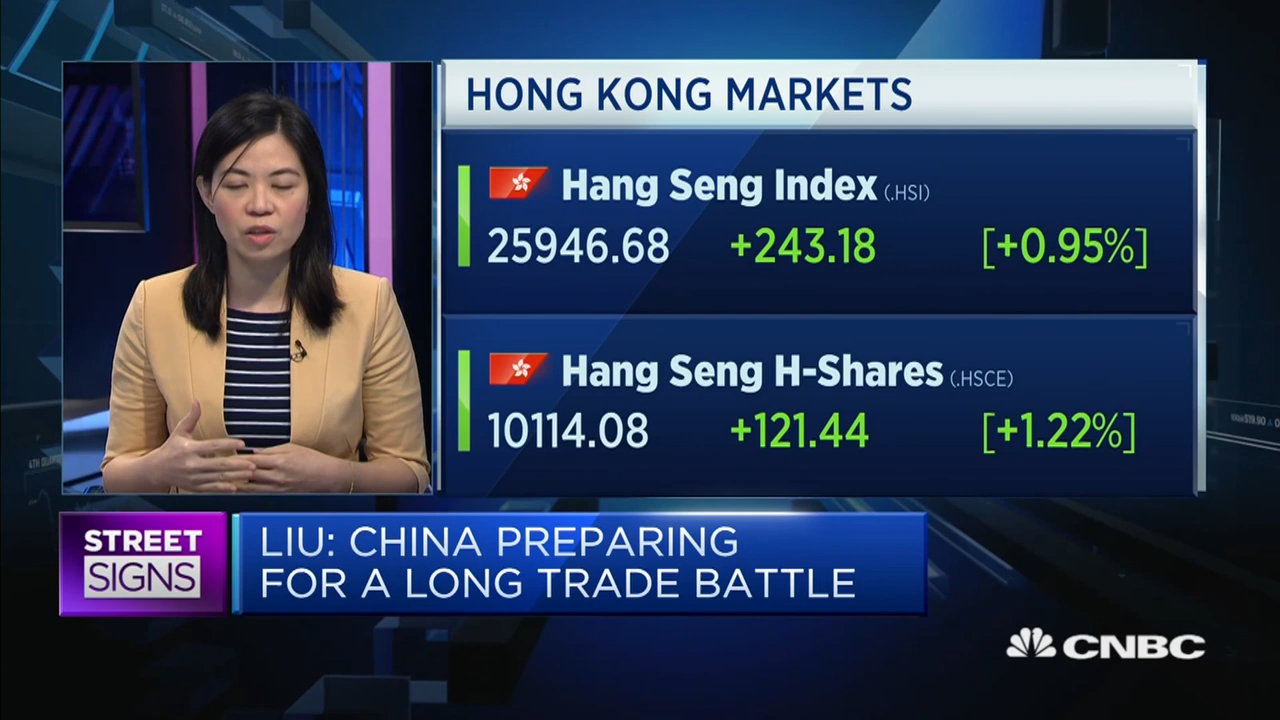 HONG KONG MARKETS
Hang Seng Index (.HSI)
25946.68 +243.18 [+0.95%]
Hang Seng H-Shares (.HSCE)
10114.08 +121.44 [+1.22%]
STREET
SIGNS
LIU: CHINA PREPARING
FOR A LONG TRADE BATTLE
CNBC